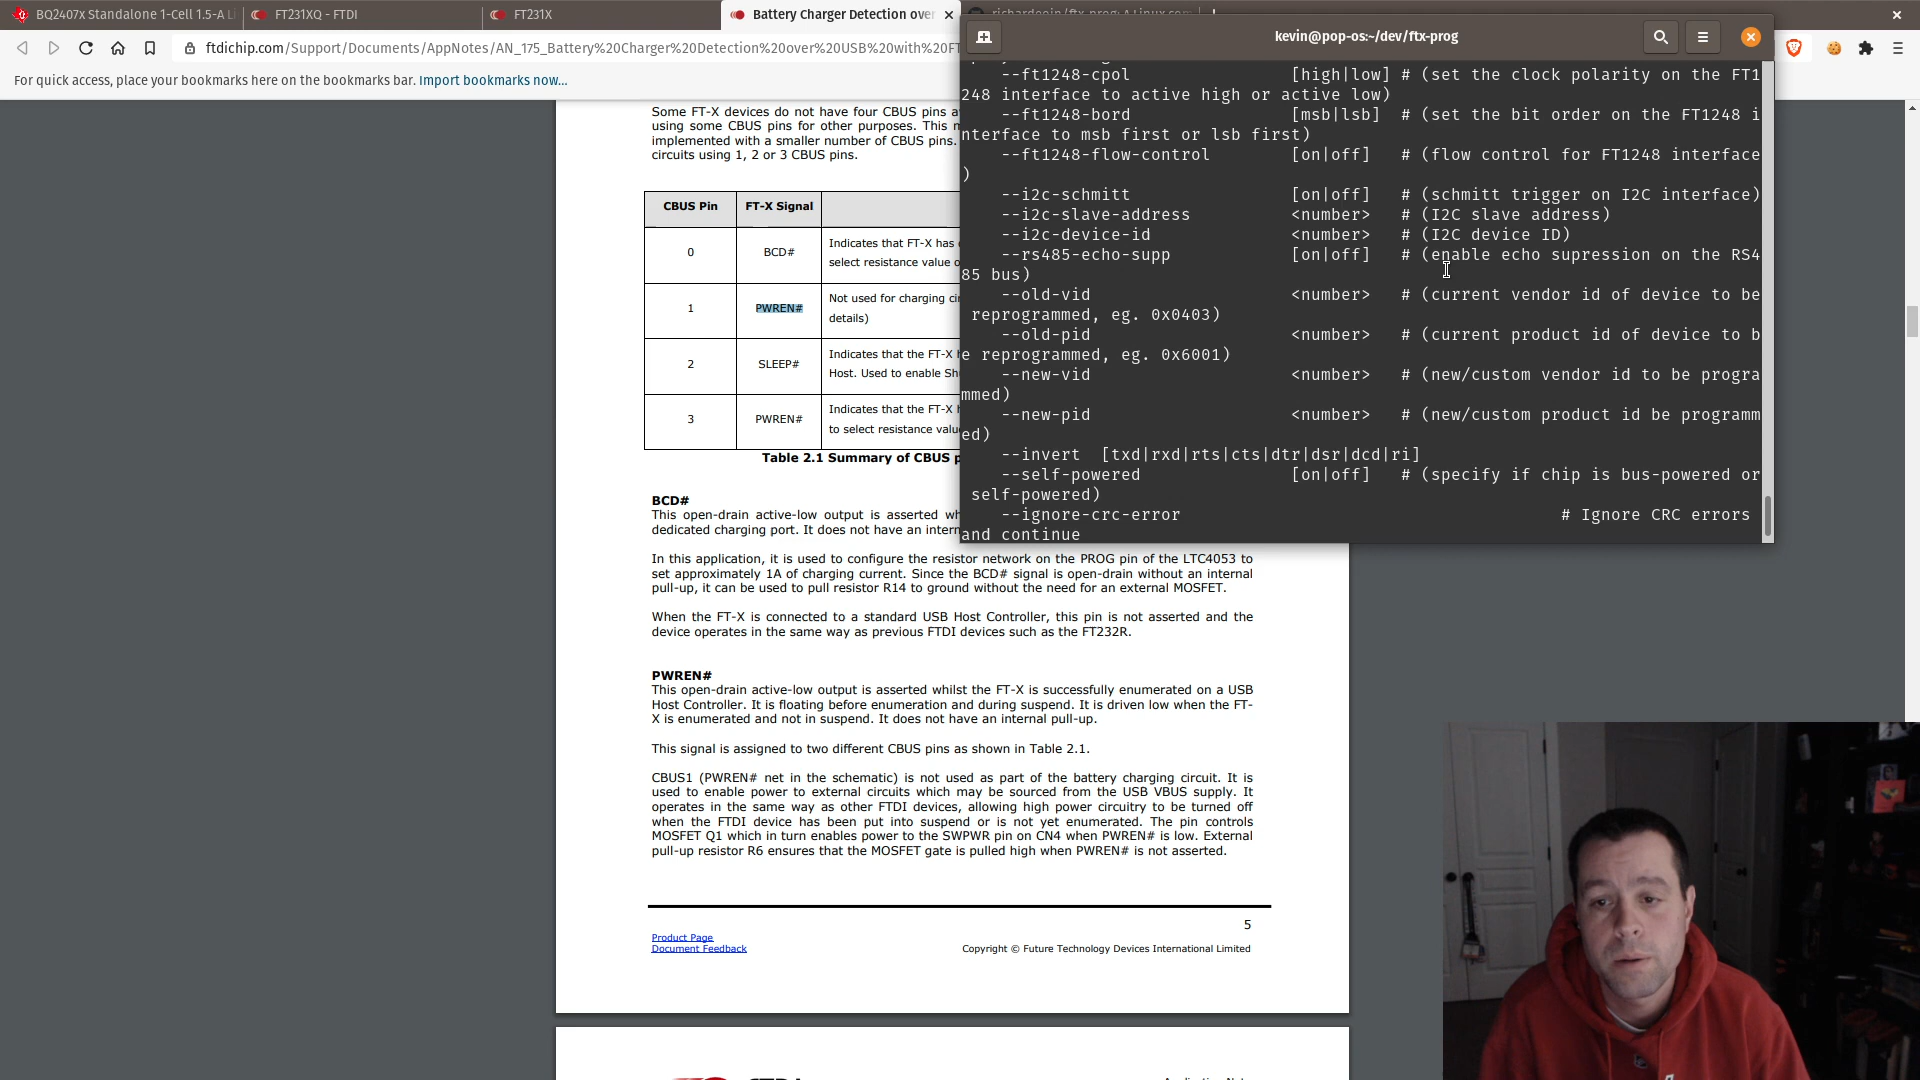 BQ2407x Standalone 1-Cell 1.5-A Li
FT231XQ - FTDI
FT231X
Battery Charger Detection over
richardeoin/ftx-prog: A Linux com
ftdichip.com/Support/Documents/AppNotes/AN_175_Battery%20Charger%20Detection%20over%20USB%20with%20FT
For quick access, place your bookmarks here on the bookmarks bar. Import bookmarks now...
kevin@pop-os:~/dev/ftx-prog
--ft1248-cpol [high|low] # (set the clock polarity on the FT1
248 interface to active high or active low)
--ft1248-bord [msb|lsb] # (set the bit order on the FT1248 i
nterface to msb first or lsb first)
--ft1248-flow-control [on|off] # (flow control for FT1248 interface
)
--i2c-schmitt [on|off] # (schmitt trigger on I2C interface)
--i2c-slave-address <number> # (I2C slave address)
--i2c-device-id <number> # (I2C device ID)
--rs485-echo-supp [on|off] # (enable echo supression on the RS4
85 bus)
--old-vid <number> # (current vendor id of device to be
reprogrammed, eg. 0x0403)
--old-pid <number> # (current product id of device to b
e reprogrammed, eg. 0x6001)
--new-vid <number> # (new/custom vendor id to be progra
mmed)
--new-pid <number> # (new/custom product id be programm
ed)
--invert [txd|rxd|rts|cts|dtr|dsr|dcd|ri]
--self-powered [on|off] # (specify if chip is bus-powered or
self-powered)
--ignore-crc-error # Ignore CRC errors
and continue
Some FT-X devices do not have four CBUS pins a
using some CBUS pins for other purposes. This n
implemented with a smaller number of CBUS pins.
circuits using 1, 2 or 3 CBUS pins.
CBUS Pin FT-X Signal
0 BCD# Indicates that FT-X has
select resistance value o
1 PWREN# Not used for charging cir
details)
2 SLEEP# Indicates that the FT-X
Host. Used to enable Sh
3 PWREN# Indicates that the FT-X
to select resistance value
Table 2.1 Summary of CBUS p
BCD#
This open-drain active-low output is asserted wh
dedicated charging port. It does not have an intern
In this application, it is used to configure the resistor network on the PROG pin of the LTC4053 to
set approximately 1A of charging current. Since the BCD# signal is open-drain without an internal
pull-up, it can be used to pull resistor R14 to ground without the need for an external MOSFET.
When the FT-X is connected to a standard USB Host Controller, this pin is not asserted and the
device operates in the same way as previous FTDI devices such as the FT232R.
PWREN#
This open-drain active-low output is asserted whilst the FT-X is successfully enumerated on a USB
Host Controller. It is floating before enumeration and during suspend. It is driven low when the FT-
X is enumerated and not in suspend. It does not have an internal pull-up.
This signal is assigned to two different CBUS pins as shown in Table 2.1.
CBUS1 (PWREN# net in the schematic) is not used as part of the battery charging circuit. It is
used to enable power to external circuits which may be sourced from the USB VBUS supply. It
operates in the same way as other FTDI devices, allowing high power circuitry to be turned off
when the FTDI device has been put into suspend or is not yet enumerated. The pin controls
MOSFET Q1 which in turn enables power to the SWPWR pin on CN4 when PWREN# is low. External
pull-up resistor R6 ensures that the MOSFET gate is pulled high when PWREN# is not asserted.
5
Product Page
Document Feedback
Copyright © Future Technology Devices International Limited